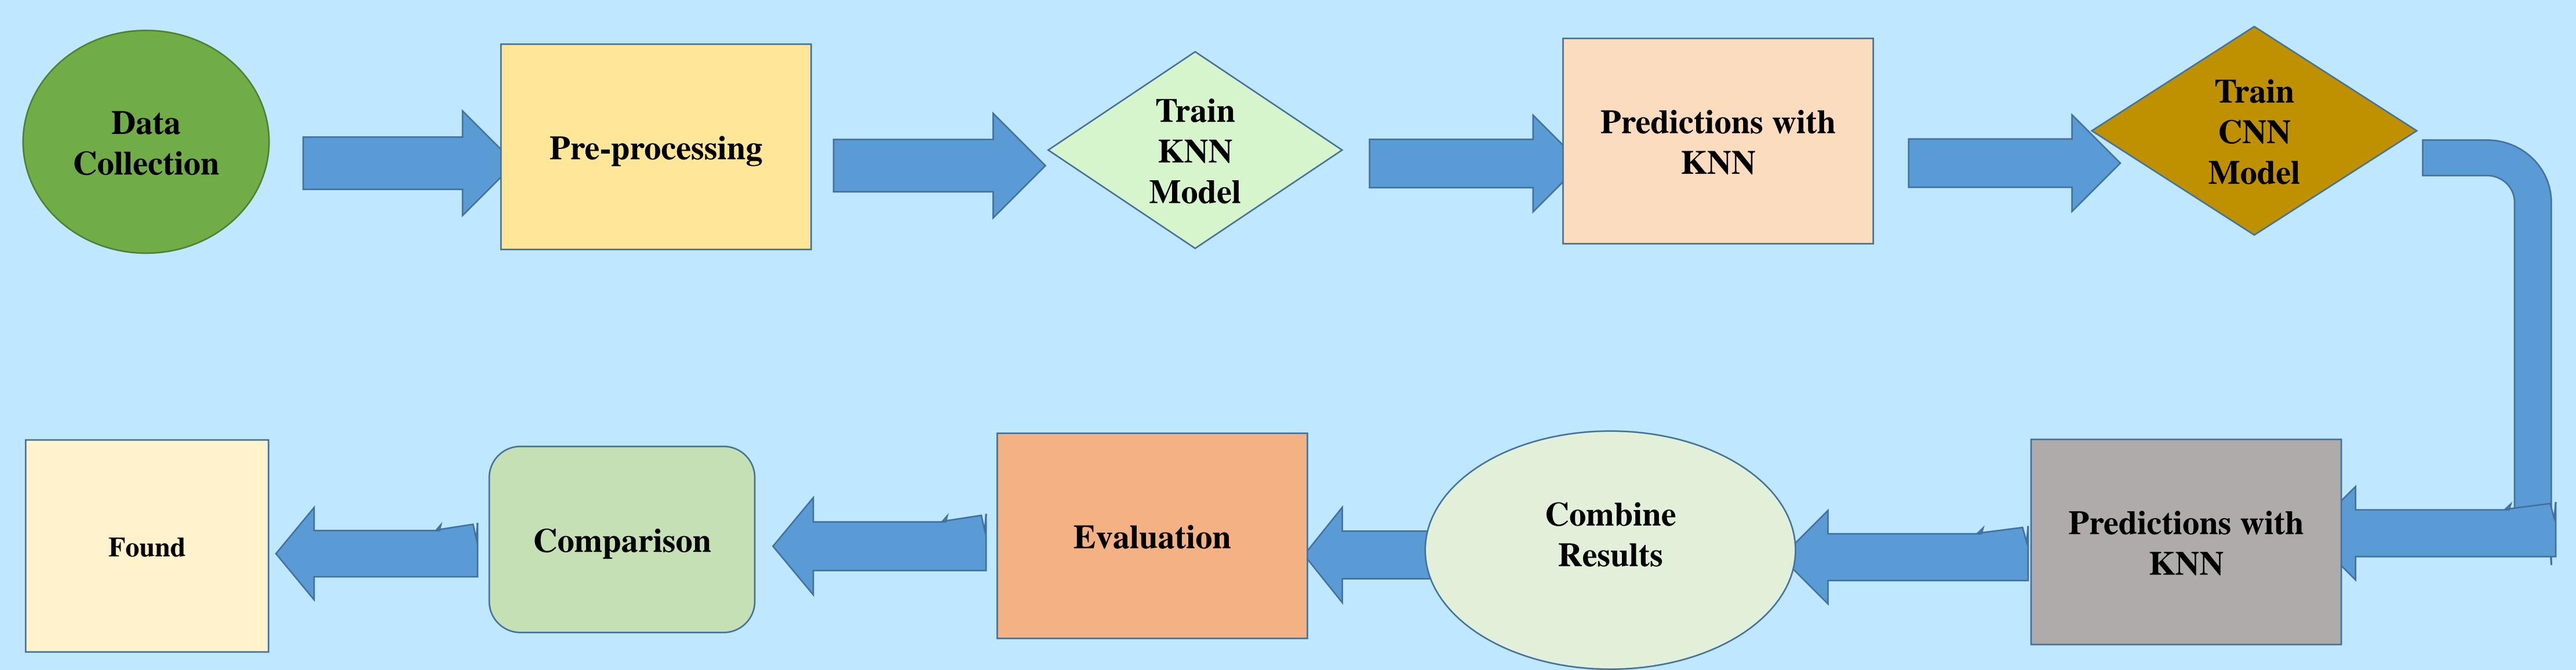 Data
Collection
Pre-processing
Train
KNN
Model
Predictions with
KNN
Train
CNN
Model
Predictions with
KNN
Combine
Results
Evaluation
Comparison
Found